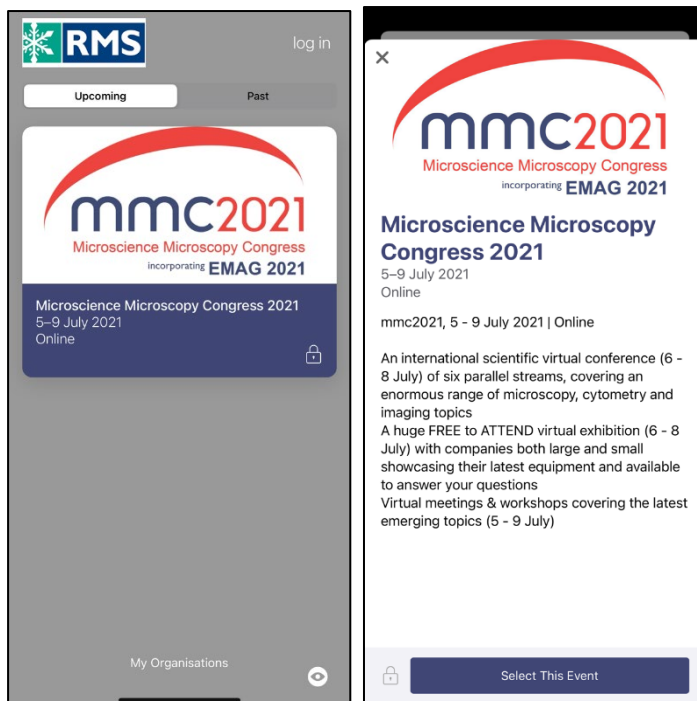 RMS
log in
Upcoming
Past
mmc2021
Microscience Microscopy Congress
incorporating EMAG 2021
Microscience Microscopy Congress 2021
5–9 July 2021
Online
My Organisations
mmc2021
Microscience Microscopy Congress
incorporating EMAG 2021
Microscience Microscopy
Congress 2021
5–9 July 2021
Online
mmc2021, 5 - 9 July 2021 | Online
An international scientific virtual conference (6 -
8 July) of six parallel streams, covering an
enormous range of microscopy, cytometry and
imaging topics
A huge FREE to ATTEND virtual exhibition (6 - 8
July) with companies both large and small
showcasing their latest equipment and available
to answer your questions
Virtual meetings & workshops covering the latest
emerging topics (5 - 9 July)
Select This Event